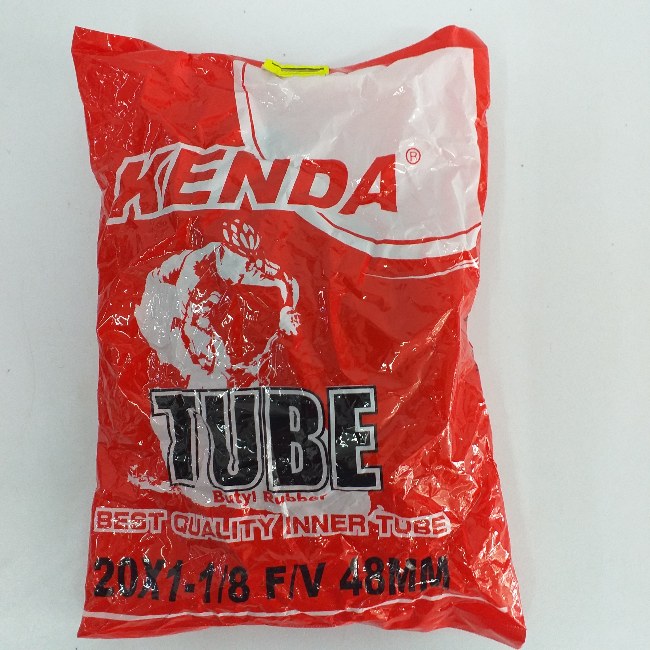 KENDA®
TUBE
Butyl Rubber
BEST QUALITY INNER TUBE
20X1-1/8 F/V 48MM